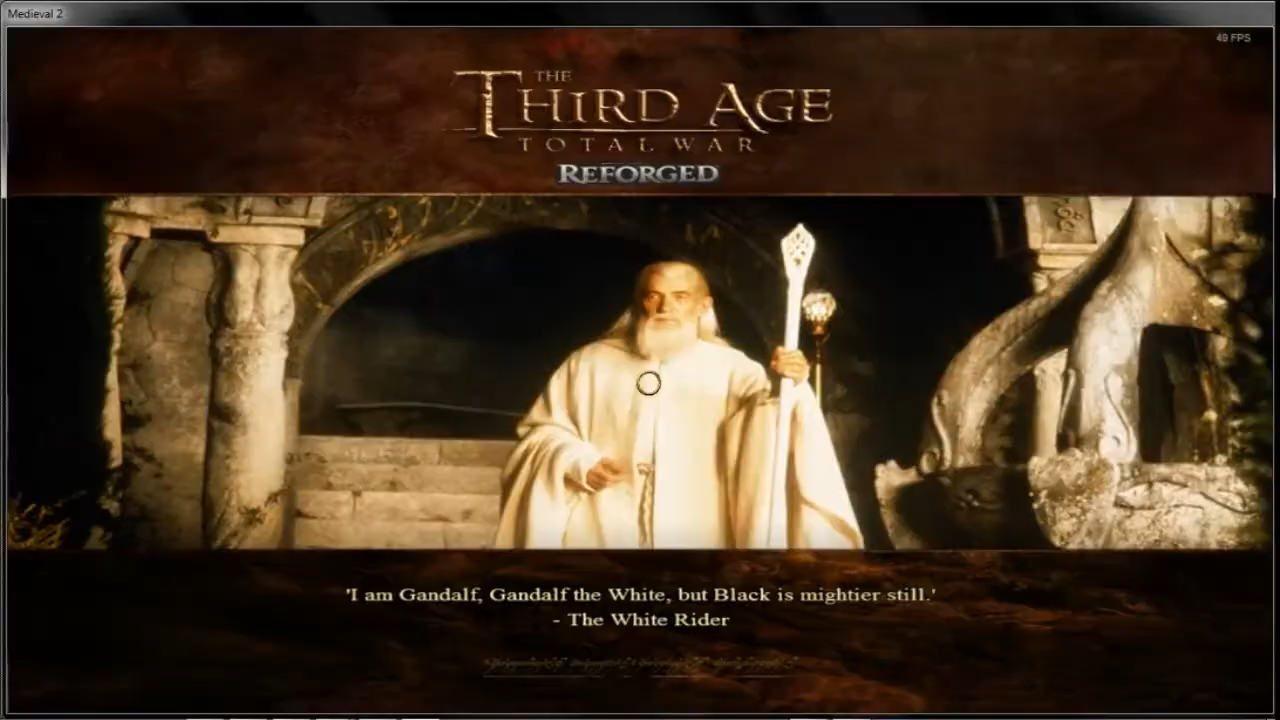 Medieval 2
49 FPS
THE
THIRD AGE
TOTAL WAR
REFORGED
'I am Gandalf, Gandalf the White, but Black is mightier still.'
- The White Rider